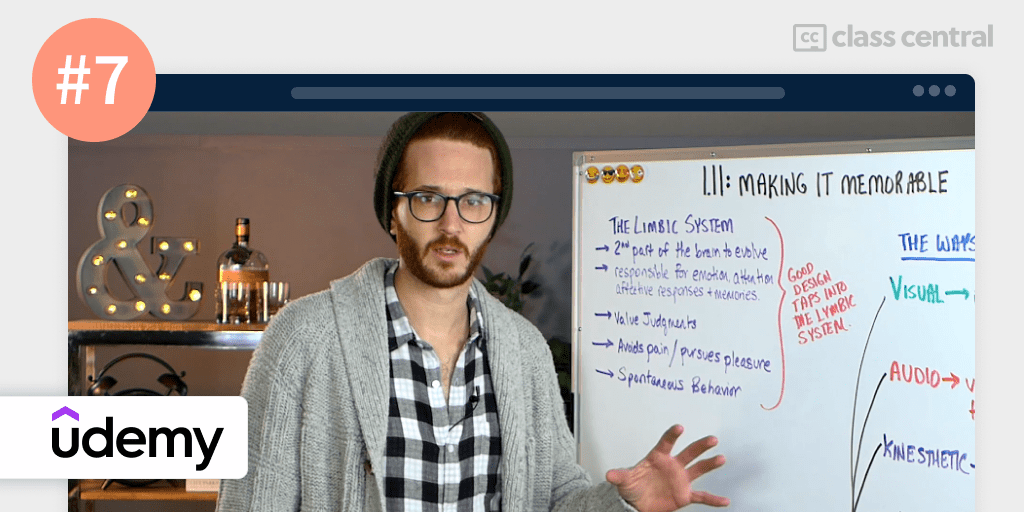 #7
class central
1.11: MAKING IT MEMORABLE
THE LIMBIC SYSTEM
→ 2nd part of the brain to evolve
→ responsible for emotion, attention
affective responses + memories.
→ Value Judgments
→ Avoids pain/pursues pleasure
→ Spontaneous Behavior
GOOD
DESIGN
TAPS INTO
THE LYMBIC
SYSTEM.
THE WAYS
VISUAL →
AUDIO →
KINESTHETIC-
&
udemy